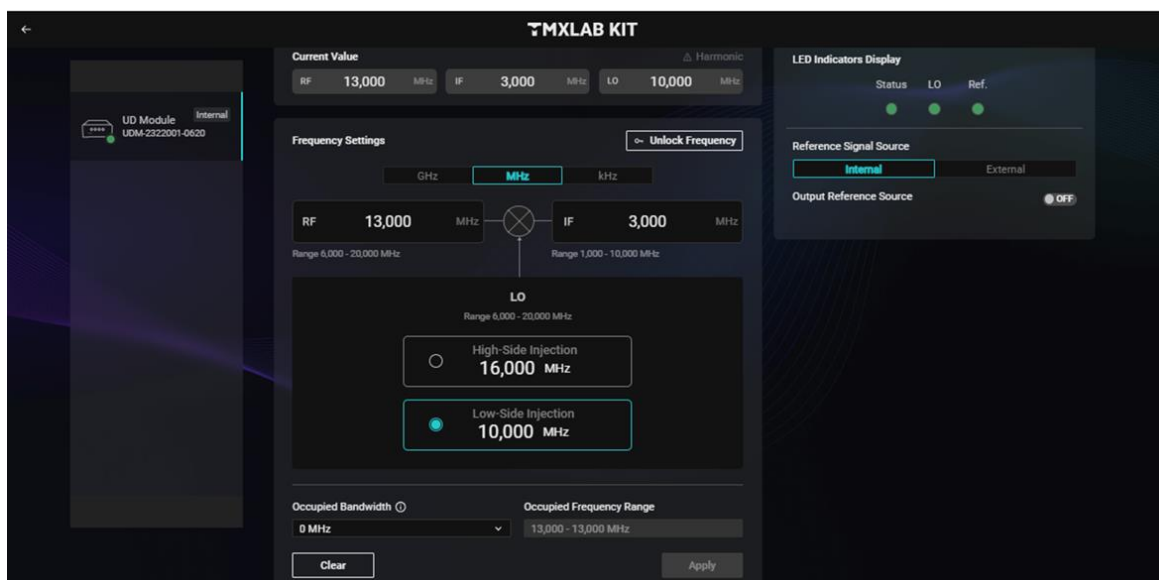 ← TMXLAB KIT
UD Module Internal
UDM-2322001-0620
Current Value ⚠ Harmonic
RF 13,000 MHz IF 3,000 MHz LO 10,000 MHz
Frequency Settings Unlock Frequency
GHz MHz kHz
RF 13,000 MHz IF 3,000 MHz
Range 6,000 - 20,000 MHz Range 1,000 - 10,000 MHz
LO
Range 6,000 - 20,000 MHz
High-Side Injection
16,000 MHz
Low-Side Injection
10,000 MHz
Occupied Bandwidth Occupied Frequency Range
0 MHz 13,000 - 13,000 MHz
Clear Apply
LED Indicators Display
Status LO Ref.
Reference Signal Source
Internal External
Output Reference Source OFF